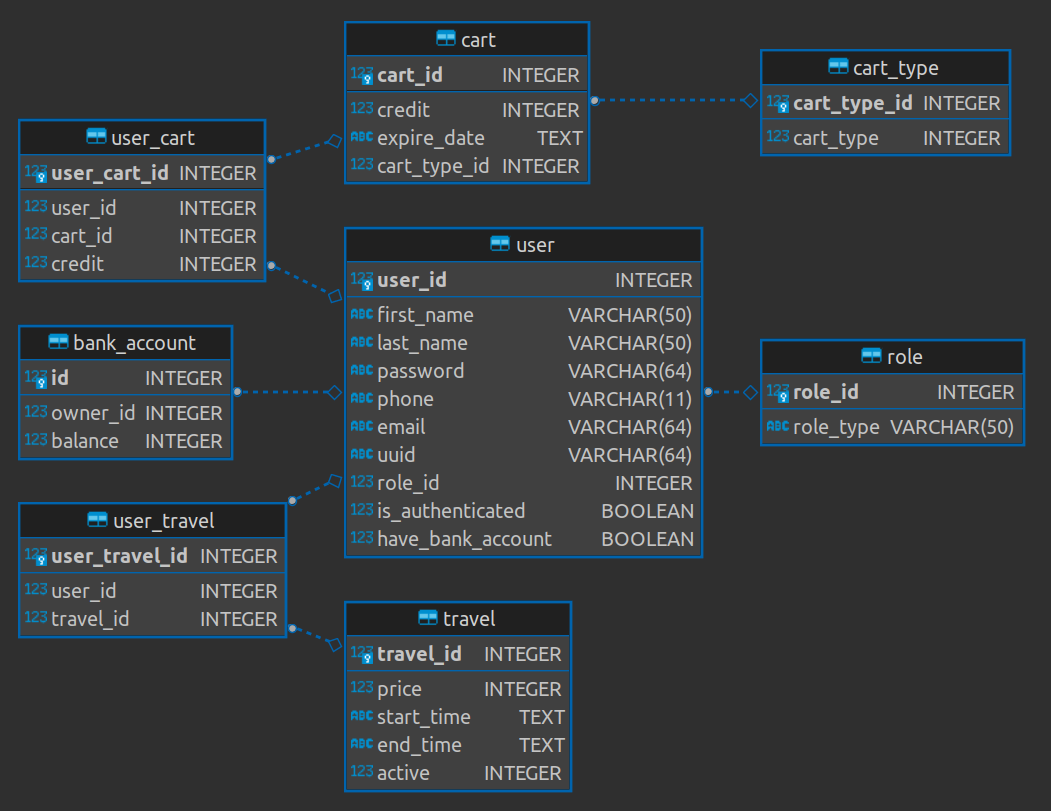 cart
123 cart_id INTEGER
123 credit INTEGER
ABC expire_date TEXT
123 cart_type_id INTEGER
cart_type
123 cart_type_id INTEGER
123 cart_type INTEGER
user_cart
123 user_cart_id INTEGER
123 user_id INTEGER
123 cart_id INTEGER
123 credit INTEGER
user
123 user_id INTEGER
ABC first_name VARCHAR(50)
ABC last_name VARCHAR(50)
ABC password VARCHAR(64)
ABC phone VARCHAR(11)
ABC email VARCHAR(64)
ABC uuid VARCHAR(64)
123 role_id INTEGER
123 is_authenticated BOOLEAN
123 have_bank_account BOOLEAN
bank_account
123 id INTEGER
123 owner_id INTEGER
123 balance INTEGER
role
123 role_id INTEGER
ABC role_type VARCHAR(50)
user_travel
123 user_travel_id INTEGER
123 user_id INTEGER
123 travel_id INTEGER
travel
123 travel_id INTEGER
123 price INTEGER
ABC start_time TEXT
ABC end_time TEXT
123 active INTEGER